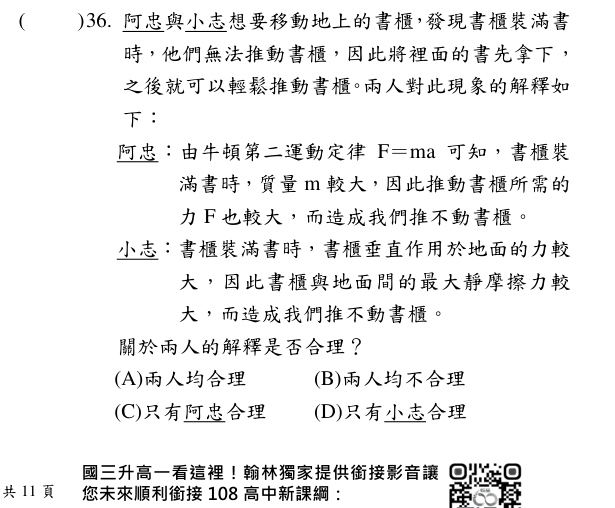 (　　)36. 阿忠與小志想要移動地上的書櫃，發現書櫃裝滿書
時，他們無法推動書櫃，因此將裡面的書先拿下，
之後就可以輕鬆推動書櫃。兩人對此現象的解釋如
下：
阿忠：由牛頓第二運動定律 F＝ma 可知，書櫃裝
滿書時，質量 m 較大，因此推動書櫃所需的
力 F 也較大，而造成我們推不動書櫃。
小志：書櫃裝滿書時，書櫃垂直作用於地面的力較
大，因此書櫃與地面間的最大靜摩擦力較
大，而造成我們推不動書櫃。
關於兩人的解釋是否合理？
(A)兩人均合理　　(B)兩人均不合理
(C)只有阿忠合理　　(D)只有小志合理
共 11 頁
國三升高一看這裡！翰林獨家提供銜接影音讓
您未來順利銜接 108 高中新課綱：